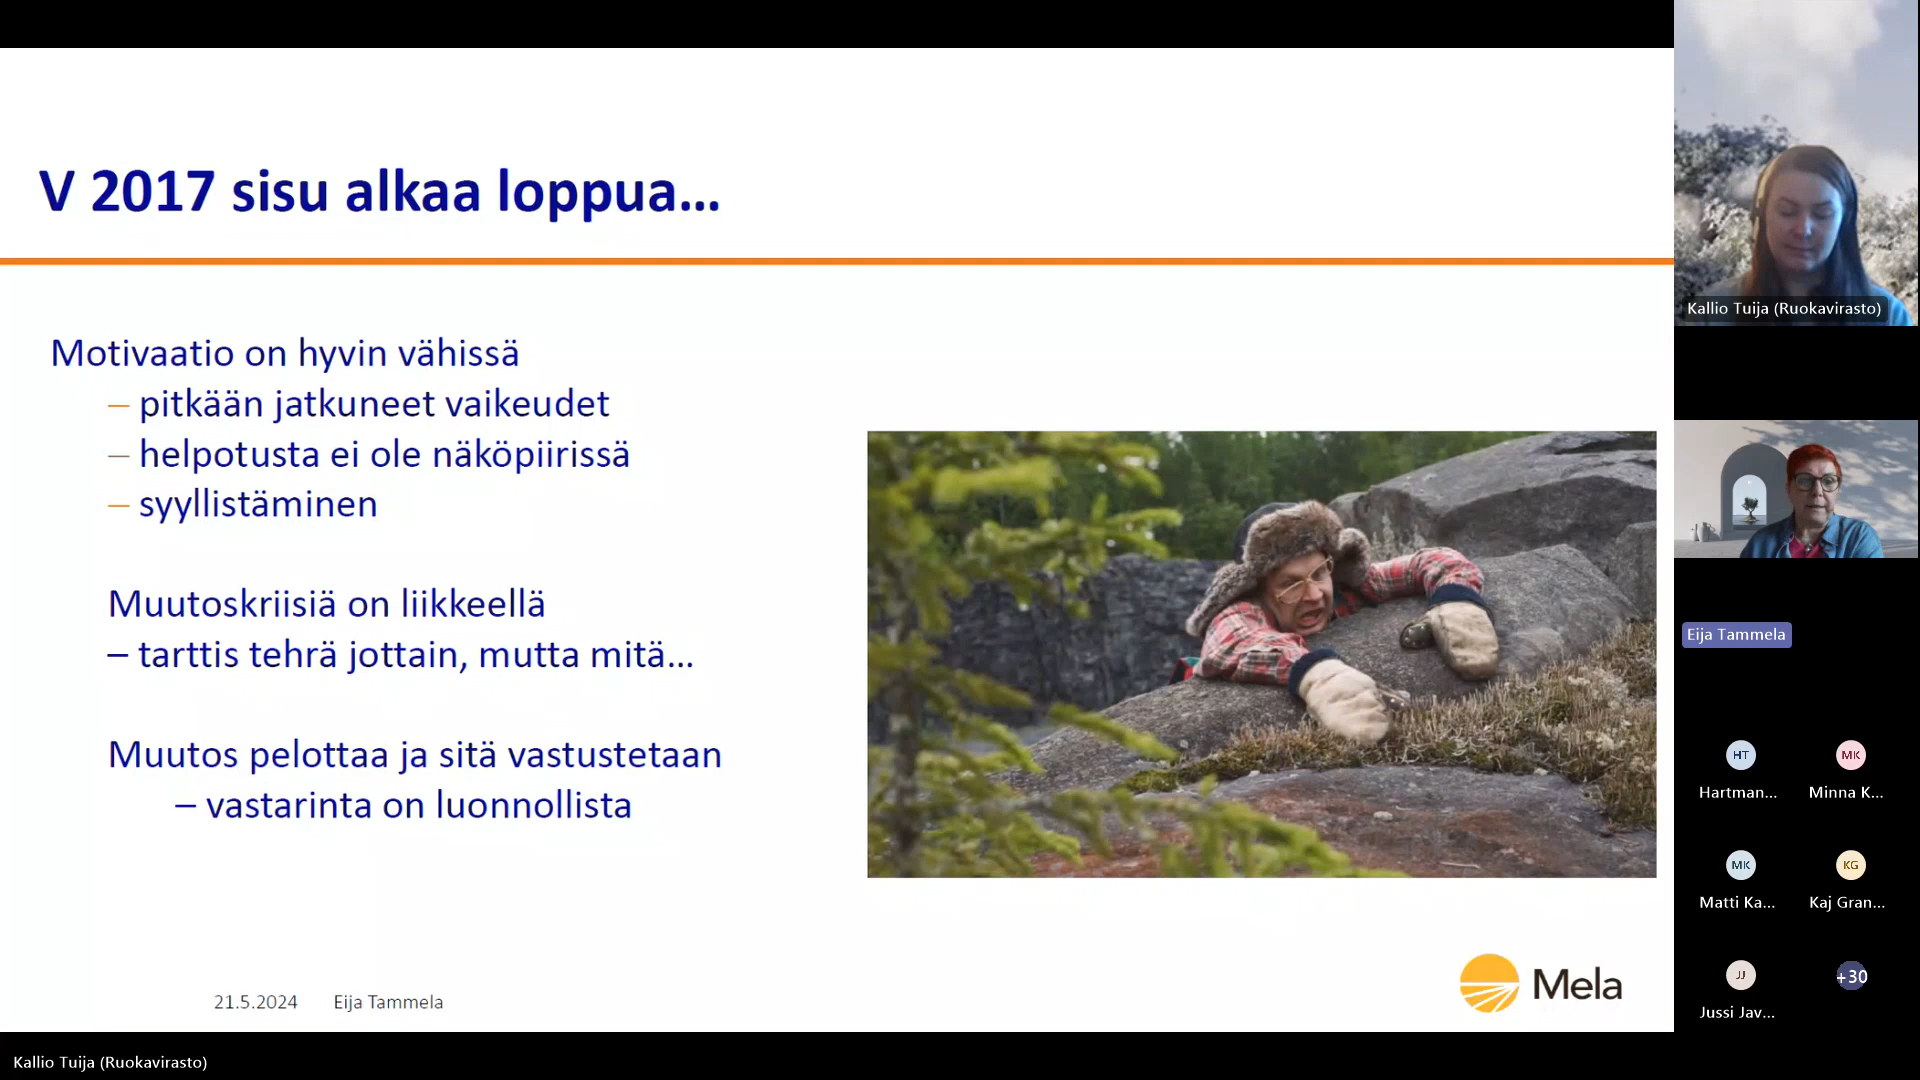 V 2017 sisu alkaa loppua...
Motivaatio on hyvin vähissä
– pitkään jatkuneet vaikeudet
– helpotusta ei ole näköpiirissä
– syyllistäminen
Muutoskriisiä on liikkeellä
– tarttis tehrä jottain, mutta mitä...
Muutos pelottaa ja sitä vastustetaan
– vastarinta on luonnollista
21.5.2024 Eija Tammela
Mela
Kallio Tuija (Ruokavirasto)
Kallio Tuija (Ruokavirasto)
Eija Tammela
HT MK
Hartman... Minna K...
MK KG
Matti Ka... Kaj Gran...
JJ +30
Jussi Jav...